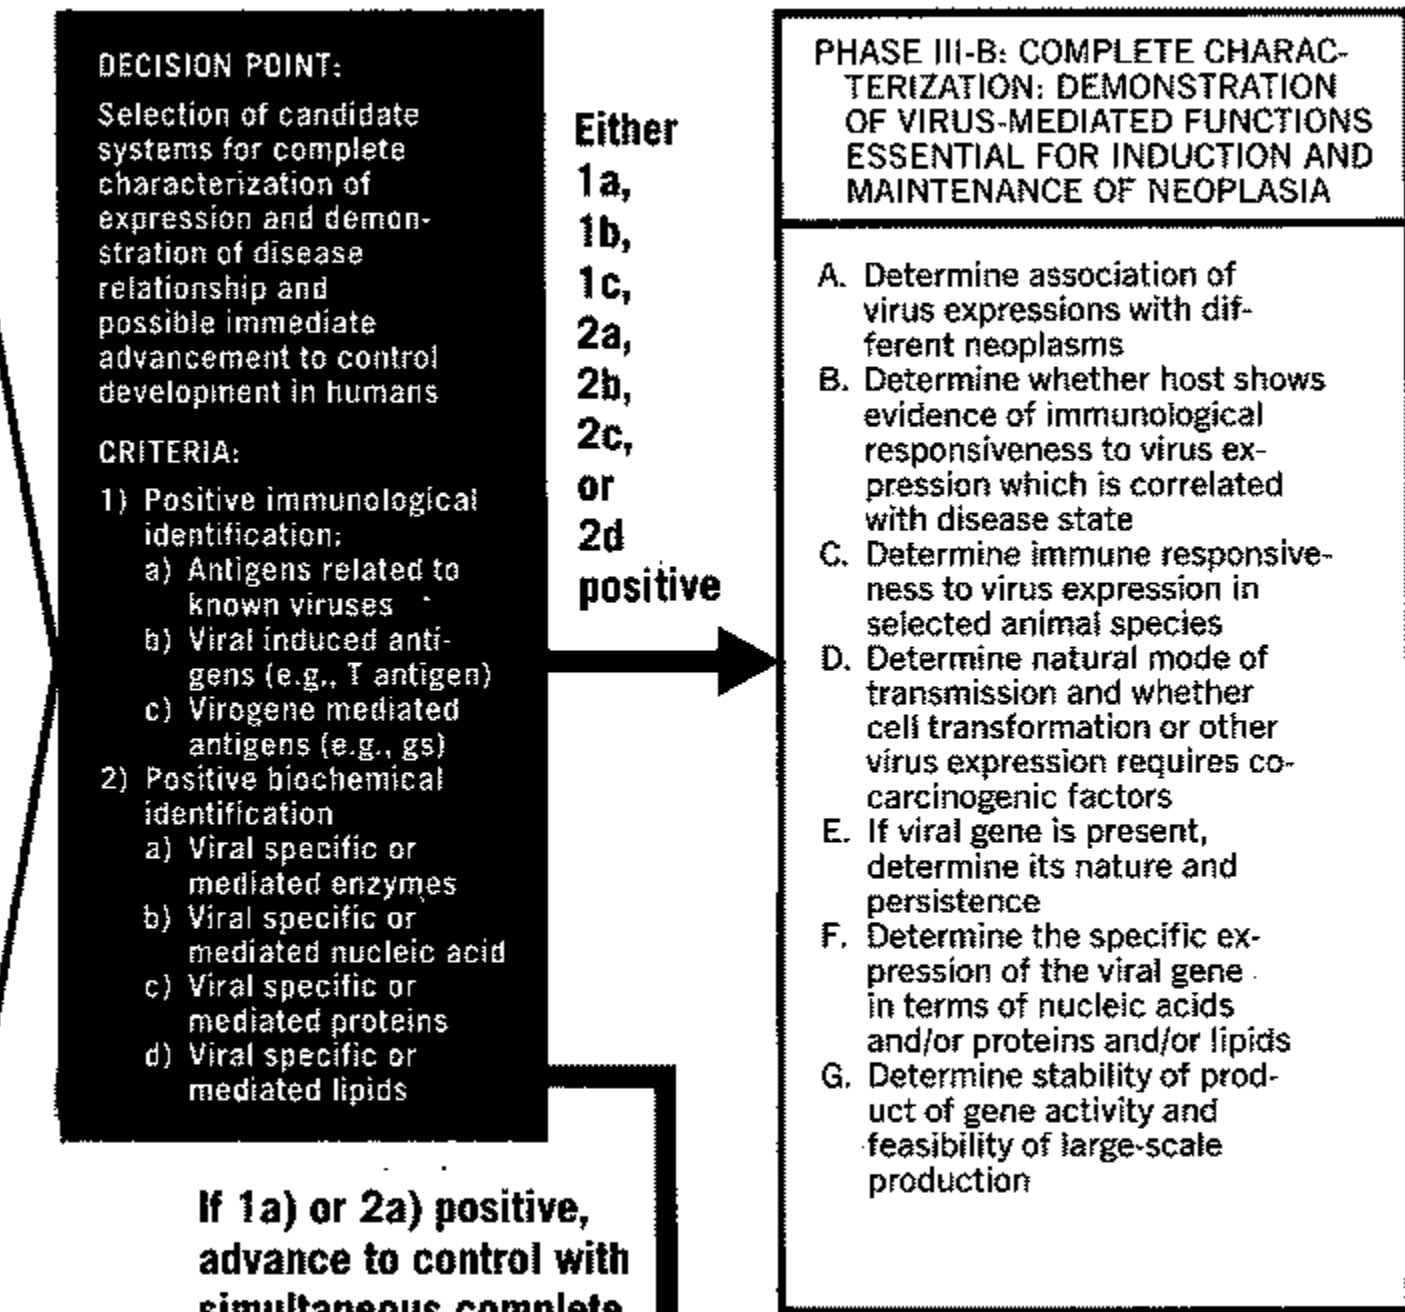 DECISION POINT:
Selection of candidate
systems for complete
characterization of
expression and demon-
stration of disease
relationship and
possible immediate
advancement to control
development in humans
CRITERIA:
1) Positive immunological
identification:
a) Antigens related to
known viruses
b) Viral induced anti-
gens (e.g., T antigen)
c) Virogene mediated
antigens (e.g., gs)
2) Positive biochemical
identification
a) Viral specific or
mediated enzymes
b) Viral specific or
mediated nucleic acid
c) Viral specific or
mediated proteins
d) Viral specific or
mediated lipids
Either
1a,
1b,
1c,
2a,
2b,
2c,
or
2d
positive
If 1a) or 2a) positive,
advance to control with
simultaneous complete
PHASE III-B: COMPLETE CHARAC-
TERIZATION: DEMONSTRATION
OF VIRUS-MEDIATED FUNCTIONS
ESSENTIAL FOR INDUCTION AND
MAINTENANCE OF NEOPLASIA
A. Determine association of
virus expressions with dif-
ferent neoplasms
B. Determine whether host shows
evidence of immunological
responsiveness to virus ex-
pression which is correlated
with disease state
C. Determine immune responsive-
ness to virus expression in
selected animal species
D. Determine natural mode of
transmission and whether
cell transformation or other
virus expression requires co-
carcinogenic factors
E. If viral gene is present,
determine its nature and
persistence
F. Determine the specific ex-
pression of the viral gene
in terms of nucleic acids
and/or proteins and/or lipids
G. Determine stability of prod-
uct of gene activity and
feasibility of large-scale
production